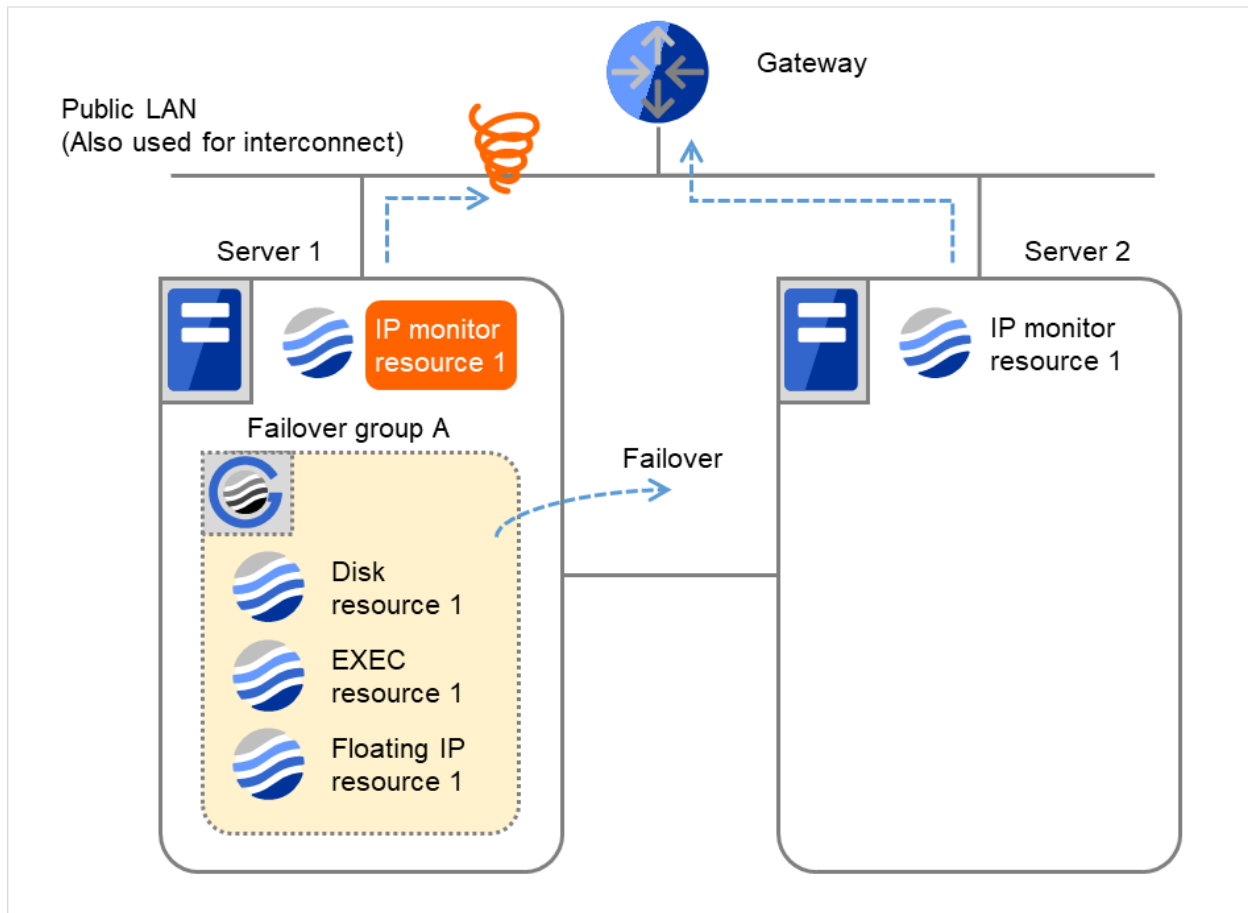 Gateway
Public LAN
(Also used for interconnect)
Server 1
Server 2
IP monitor
resource 1
IP monitor
resource 1
Failover group A
Failover
Disk
resource 1
EXEC
resource 1
Floating IP
resource 1